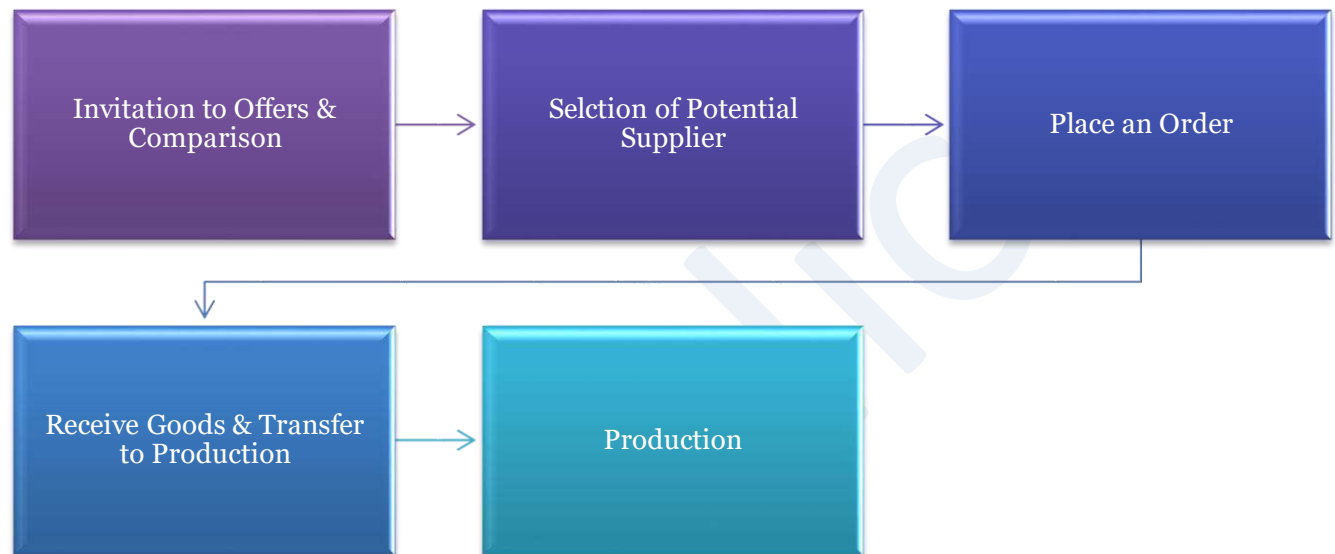 Invitation to Offers &
Comparison
Selction of Potential
Supplier
Place an Order
Receive Goods & Transfer
to Production
Production